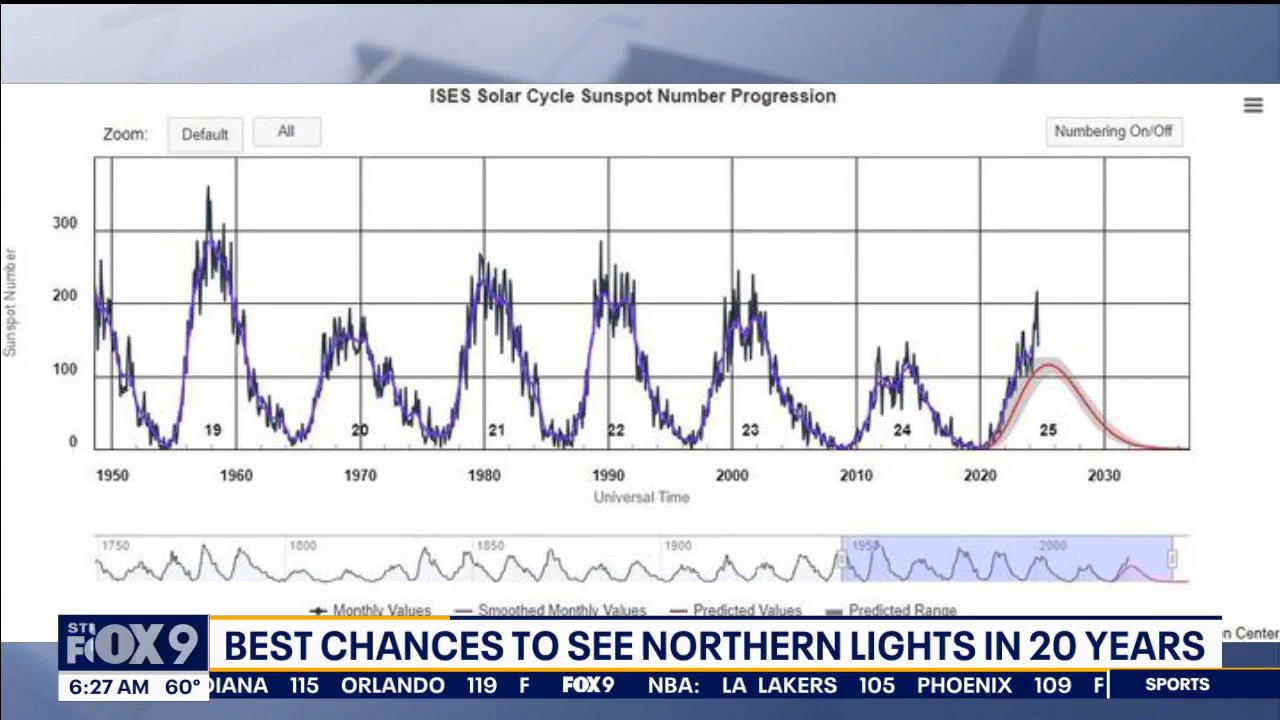 ISES Solar Cycle Sunspot Number Progression
Zoom: Default All Numbering On/Off
Sunspot Number
300
200
100
0
19 20 21 22 23 24 25
1950 1960 1970 1980 1990 2000 2010 2020 2030
Universal Time
1750 1800 1850 1900 1950 2000
Monthly Values Smoothed Monthly Values Predicted Values Predicted Range
n Center
FOX 9 BEST CHANCES TO SEE NORTHERN LIGHTS IN 20 YEARS
6:27 AM 60° DIANA 115 ORLANDO 119 F FOX 9 NBA: LA LAKERS 105 PHOENIX 109 F SPORTS